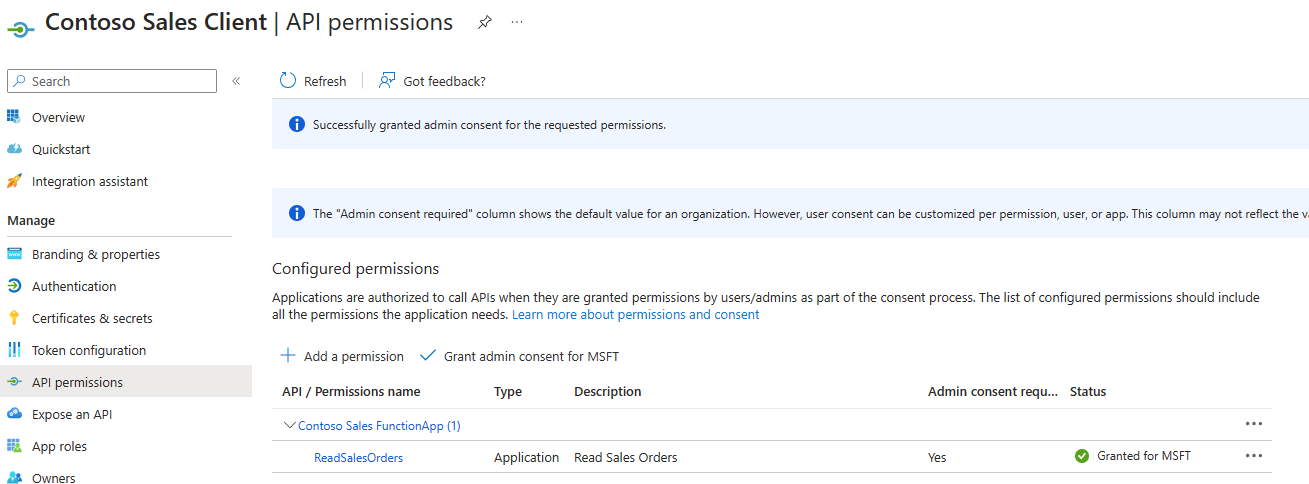 Contoso Sales Client | API permissions
Search
Overview
Quickstart
Integration assistant
Manage
Branding & properties
Authentication
Certificates & secrets
Token configuration
API permissions
Expose an API
App roles
Owners
Refresh
Got feedback?
Successfully granted admin consent for the requested permissions.
The "Admin consent required" column shows the default value for an organization. However, user consent can be customized per permission, user, or app. This column may not reflect the
Configured permissions
Applications are authorized to call APIs when they are granted permissions by users/admins as part of the consent process. The list of configured permissions should include
all the permissions the application needs. Learn more about permissions and consent
Add a permission
Grant admin consent for MSFT
API / Permissions name Type Description Admin consent requ... Status
Contoso Sales FunctionApp (1)
ReadSalesOrders Application Read Sales Orders Yes Granted for MSFT